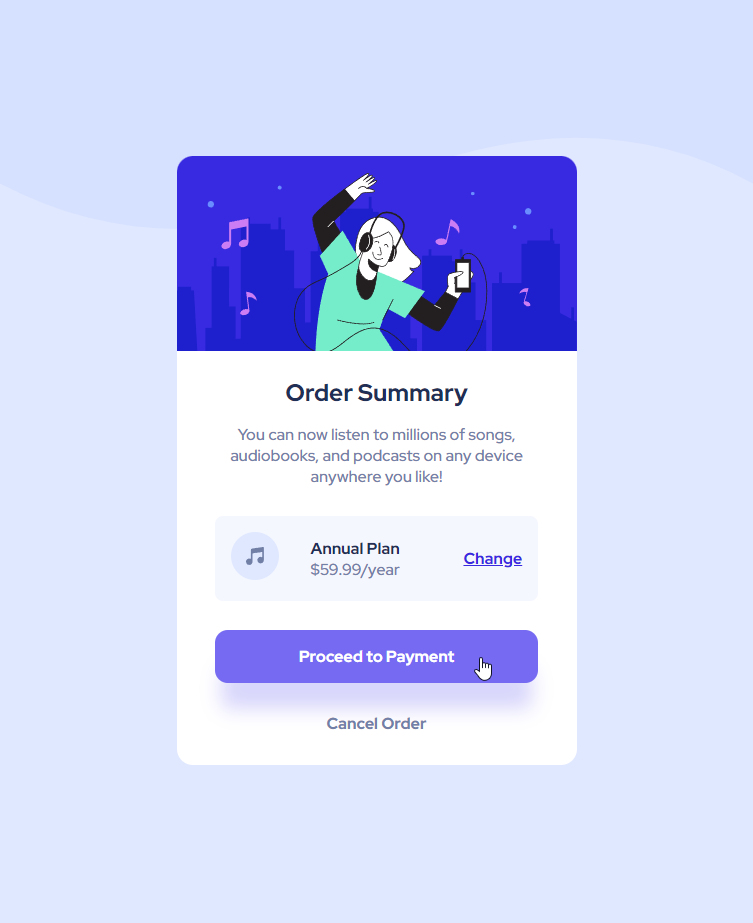 Order Summary
You can now listen to millions of songs,
audiobooks, and podcasts on any device
anywhere you like!
Annual Plan
$59.99/year
Change
Proceed to Payment
Cancel Order